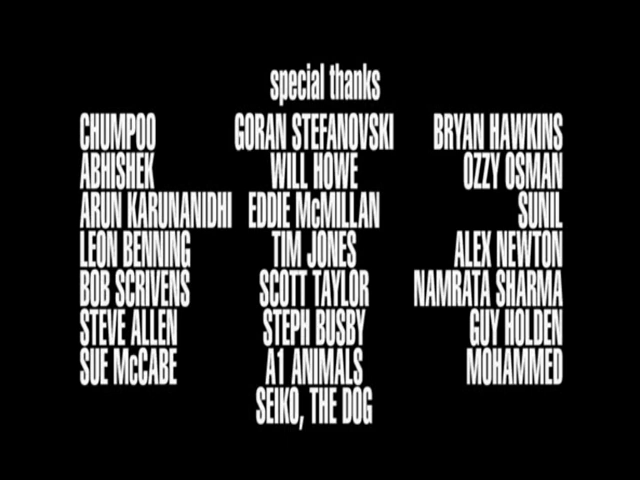 special thanks
CHUMPOO GORAN STEFANOVSKI BRYAN HAWKINS
ABHISHEK WILL HOWE OZZY OSMAN
ARUN KARUNANIDHI EDDIE McMILLAN SUNIL
LEON BENNING TIM JONES ALEX NEWTON
BOB SCRIVENS SCOTT TAYLOR NAMRATA SHARMA
STEVE ALLEN STEPH BUSBY GUY HOLDEN
SUE McCABE A1 ANIMALS MOHAMMED
SEIKO, THE DOG